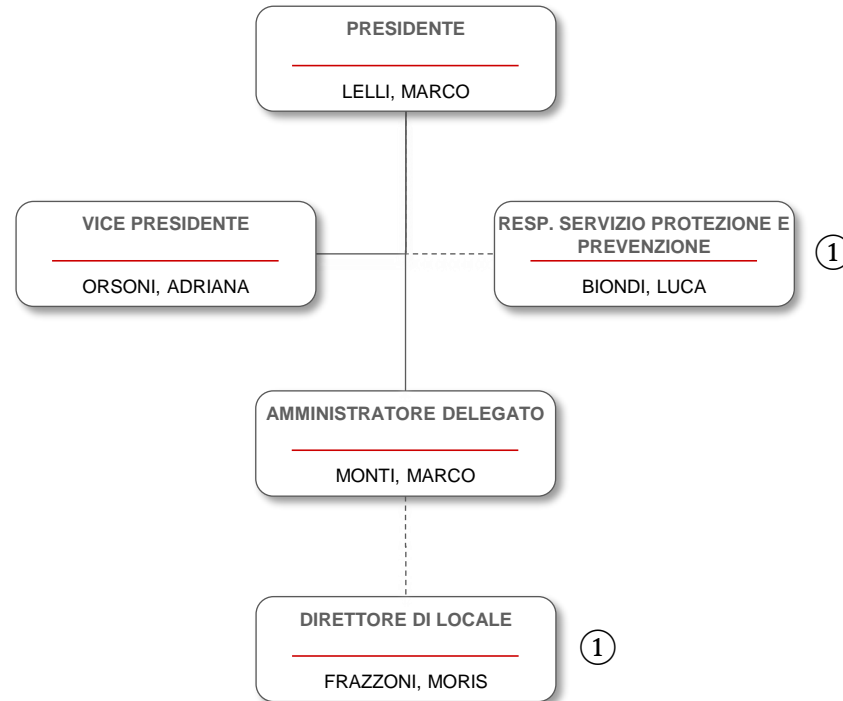 PRESIDENTE
LELLI, MARCO
VICE PRESIDENTE
ORSONI, ADRIANA
RESP. SERVIZIO PROTEZIONE E
PREVENZIONE
BIONDI, LUCA
①
AMMINISTRATORE DELEGATO
MONTI, MARCO
DIRETTORE DI LOCALE
FRAZZONI, MORIS
①